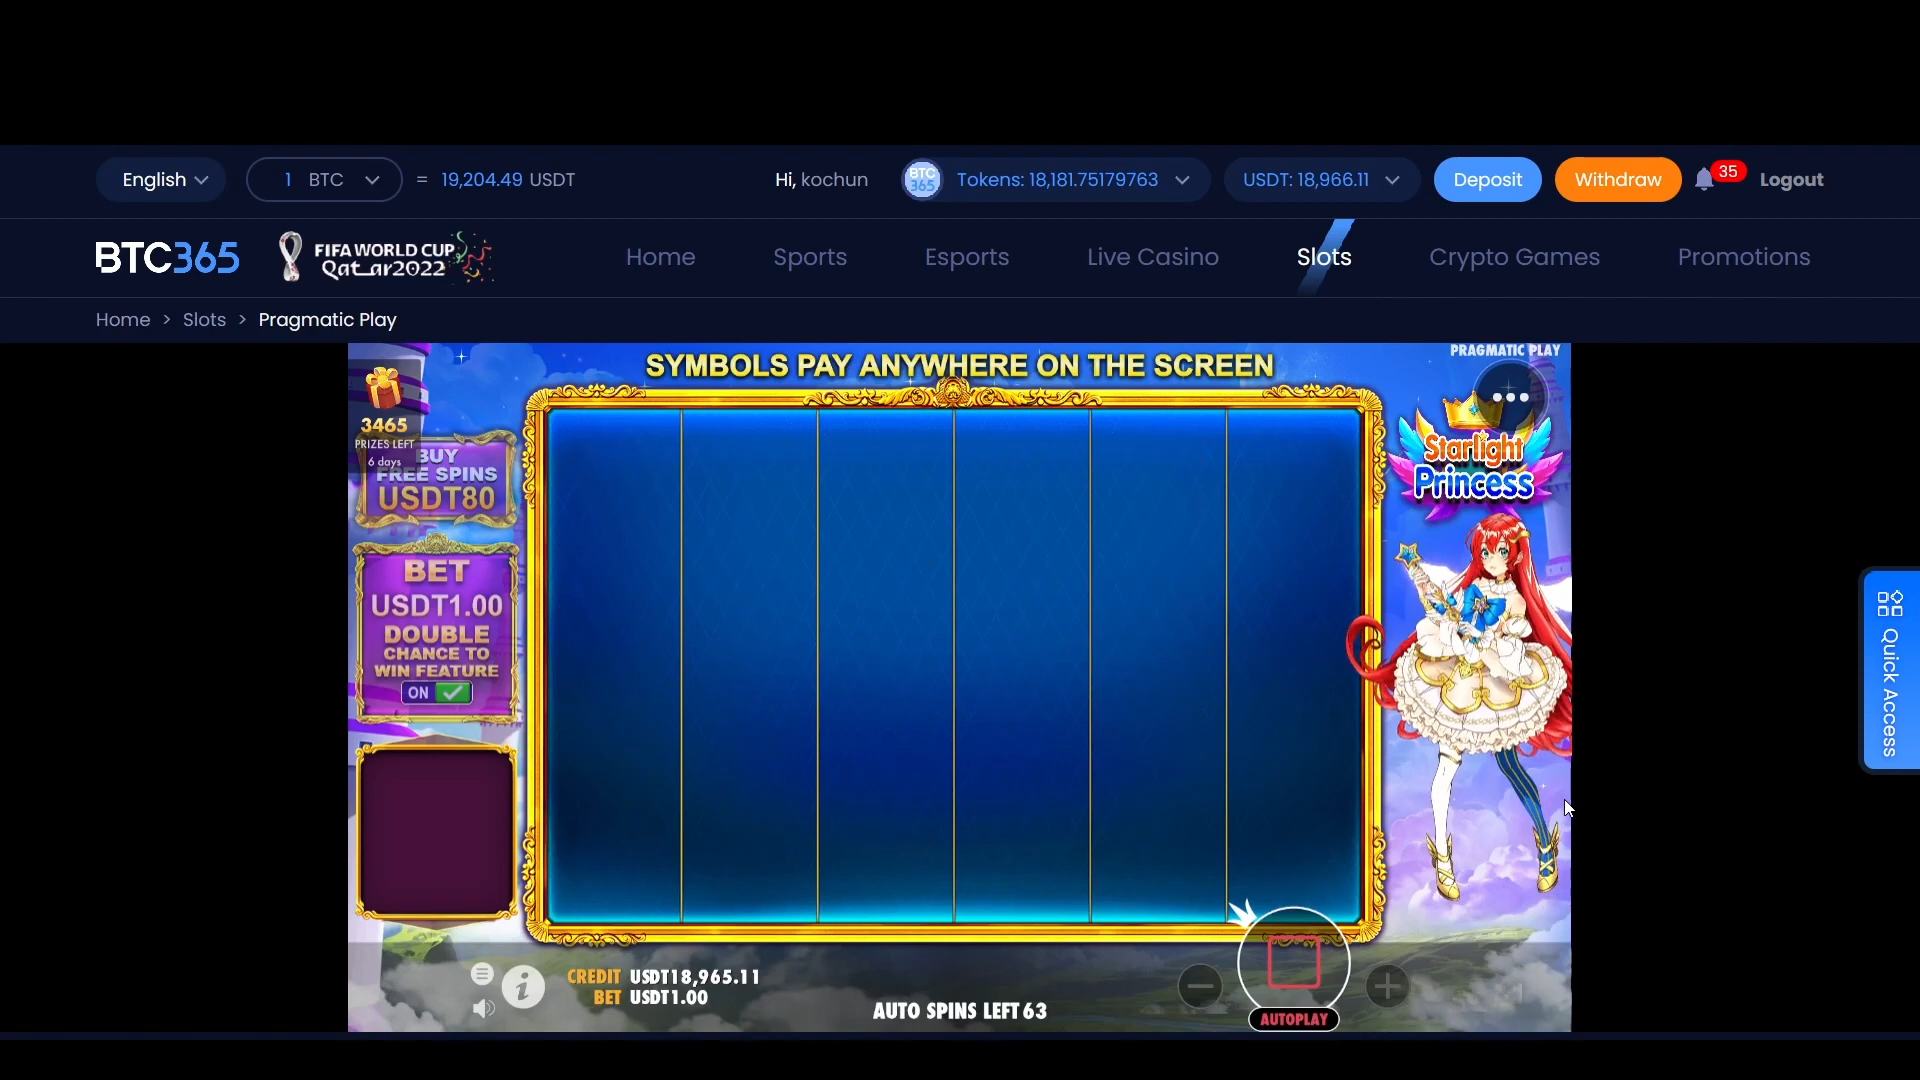 English
1 BTC = 19,204.49 USDT
Hi, kochun
BTC 365 Tokens: 18,181.75179763
USDT: 18,966.11
Deposit
Withdraw
35
Logout
BTC365
FIFA WORLD CUP
Qatar2022
Home
Sports
Esports
Live Casino
Slots
Crypto Games
Promotions
Home > Slots > Pragmatic Play
SYMBOLS PAY ANYWHERE ON THE SCREEN
PRAGMATIC PLAY
3465
PRIZES LEFT
6 days
BUY
FREE SPINS
USDT80
Starlight
Princess
BET
USDT1.00
DOUBLE
CHANCE TO
WIN FEATURE
ON
Quick Access
CREDIT USDT18,965.11
BET USDT1.00
AUTO SPINS LEFT 63
AUTOPLAY